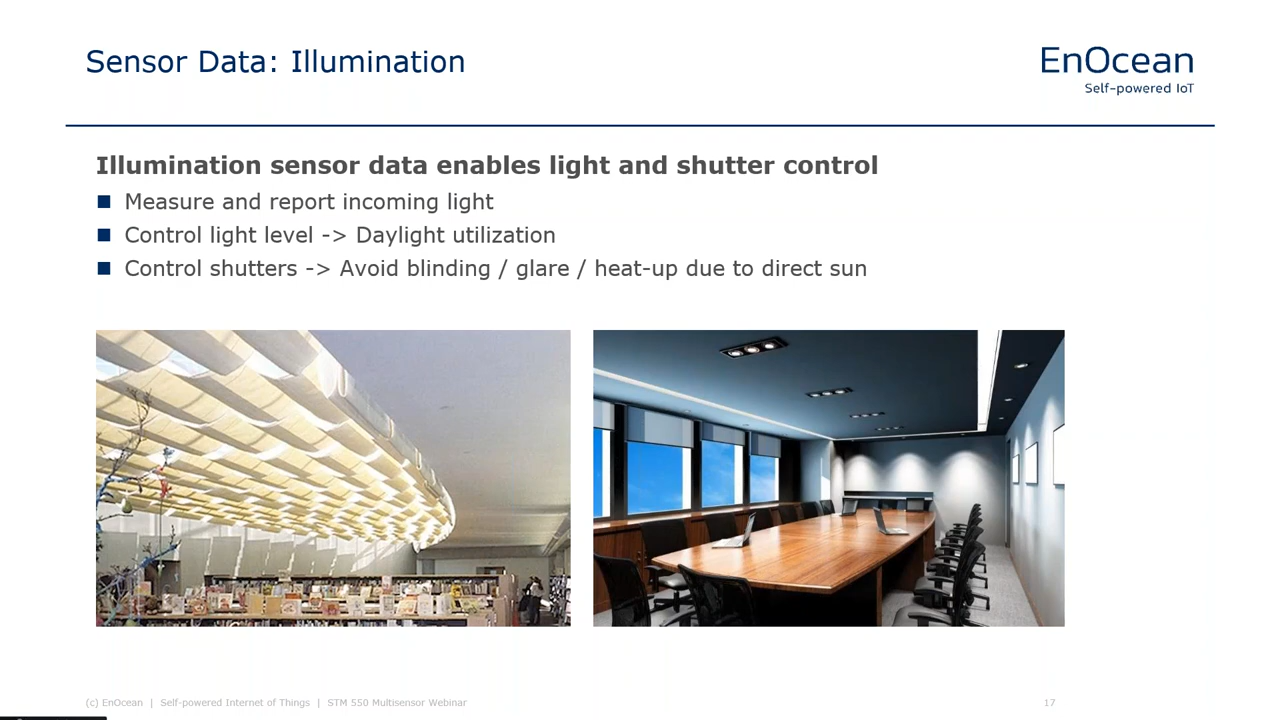 Sensor Data: Illumination
EnOcean
Self-powered IoT
Illumination sensor data enables light and shutter control
■ Measure and report incoming light
■ Control light level -> Daylight utilization
■ Control shutters -> Avoid blinding / glare / heat-up due to direct sun
(c) EnOcean | Self-powered Internet of Things | STM 550 Multisensor Webinar
17